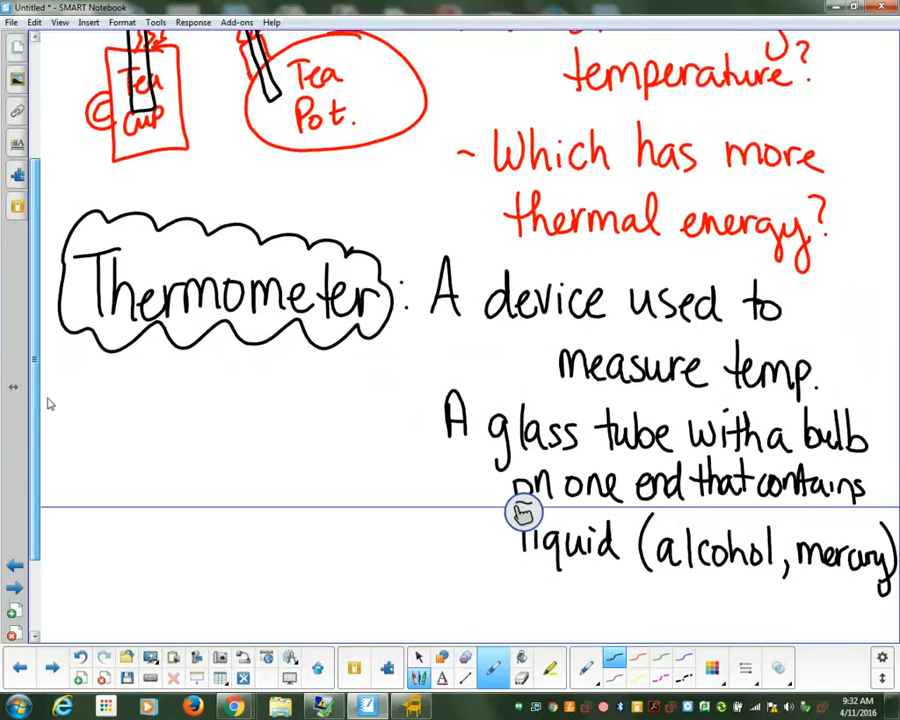 Untitled * - SMART Notebook
File Edit View Insert Format Tools Response Add-ons Help
Tea
Cup
Tea
Pot.
temperature?
~ Which has more
thermal energy?
Thermometer: A device used to
measure temp.
A glass tube with a bulb
on one end that contains
liquid (alcohol, mercury)
9:32 AM
4/11/2016